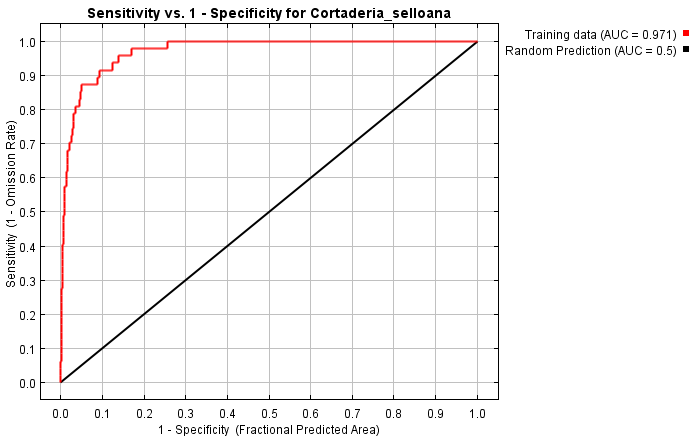 Sensitivity vs. 1 - Specificity for Cortaderia_selloana
Training data (AUC = 0.971)
Random Prediction (AUC = 0.5)
Sensitivity (1 - Omission Rate)
1.0
0.9
0.8
0.7
0.6
0.5
0.4
0.3
0.2
0.1
0.0
0.0 0.1 0.2 0.3 0.4 0.5 0.6 0.7 0.8 0.9 1.0
1 - Specificity (Fractional Predicted Area)